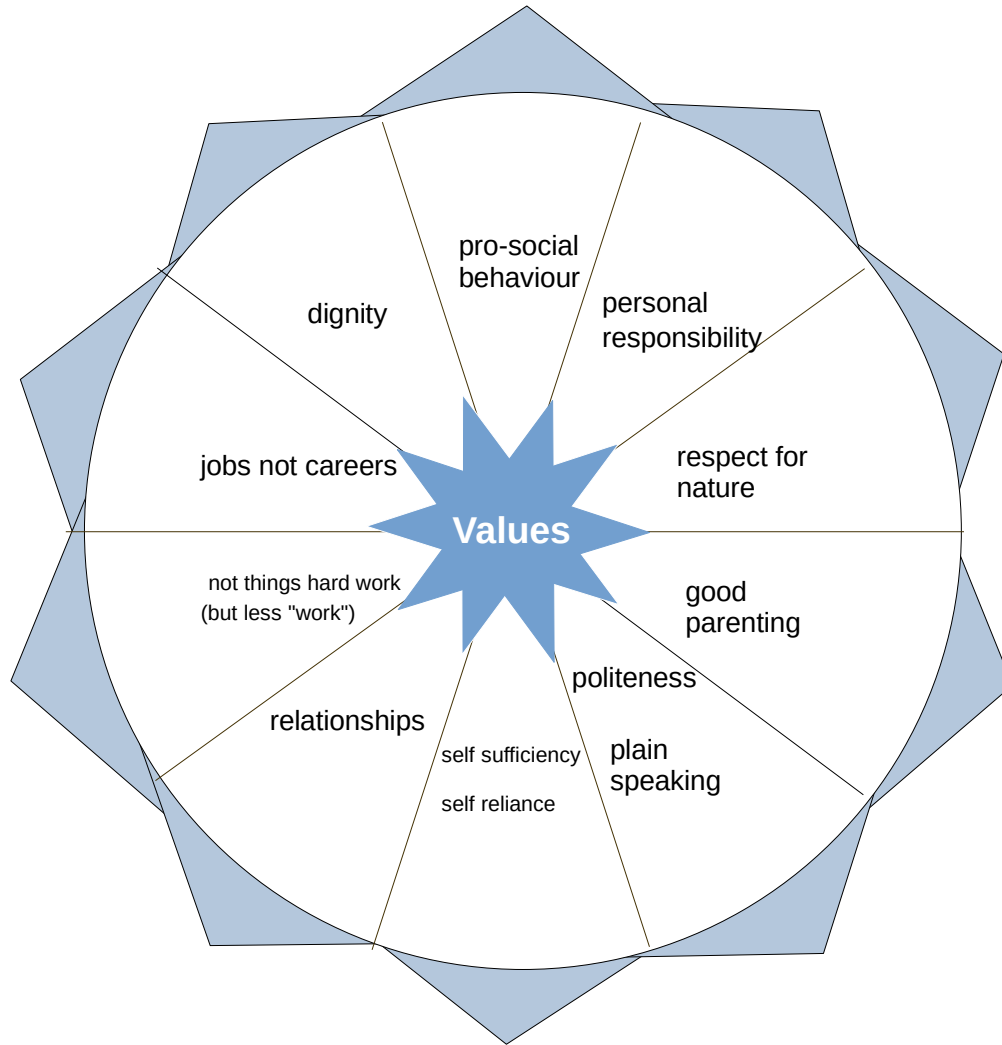 pro-social
behaviour
personal
responsibility
dignity
respect for
nature
jobs not careers
Values
not things hard work
(but less "work")
good
parenting
politeness
relationships
self sufficiency
self reliance
plain
speaking